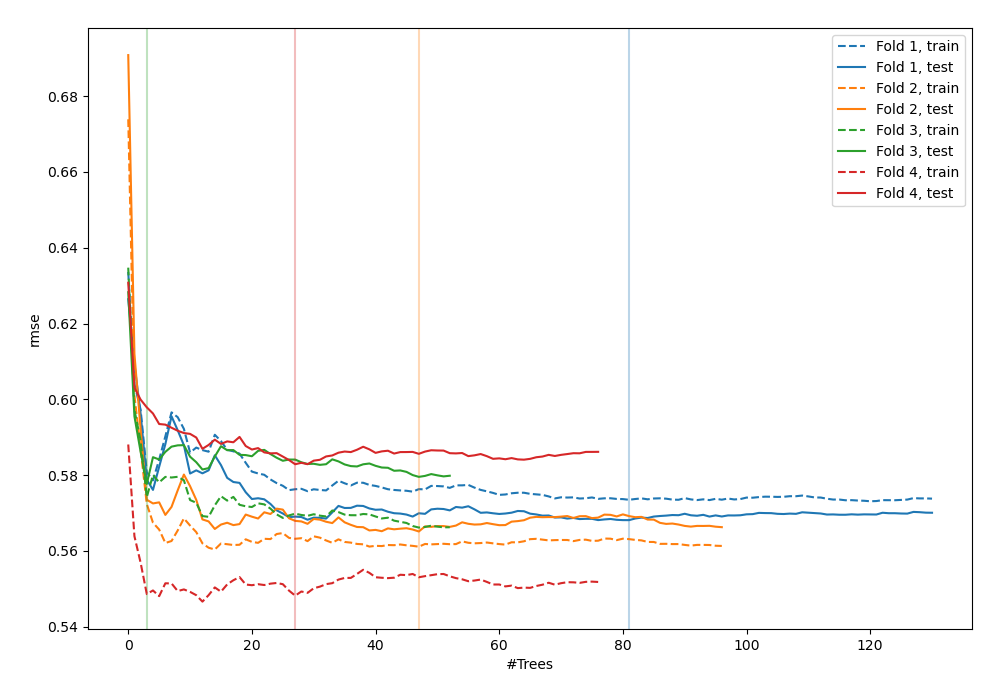 Fold 1, train
Fold 1, test
Fold 2, train
Fold 2, test
Fold 3, train
Fold 3, test
Fold 4, train
Fold 4, test
rmse
0.68
0.66
0.64
0.62
0.60
0.58
0.56
0.54
0 20 40 60 80 100 120
#Trees